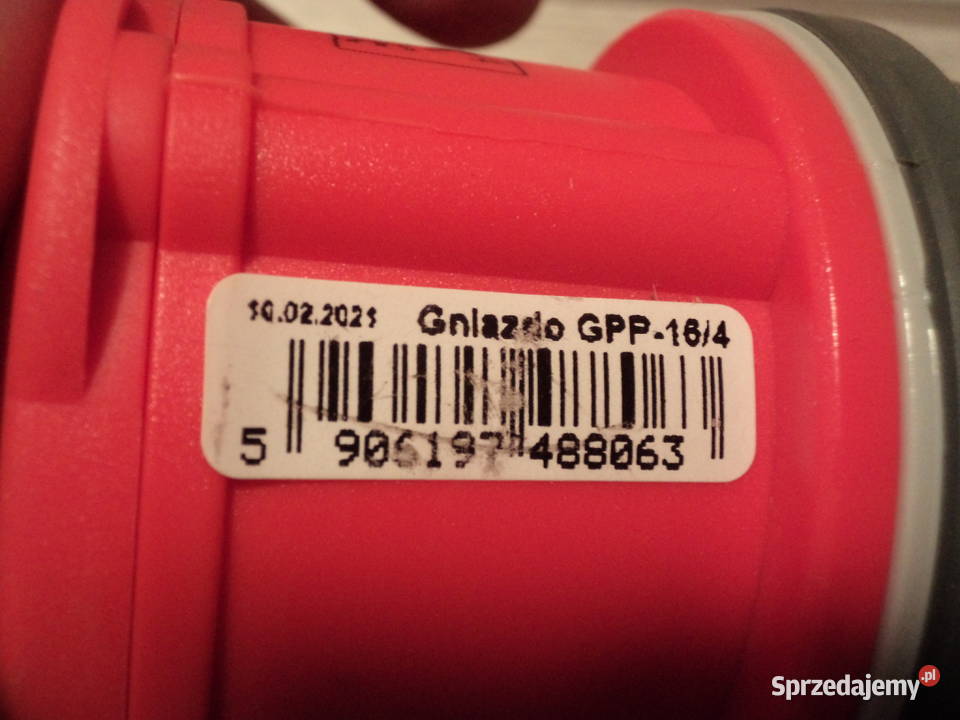 10.02.2021 Gniazdo GPP-16/4
5 906197 488063
Sprzedajemy.pl